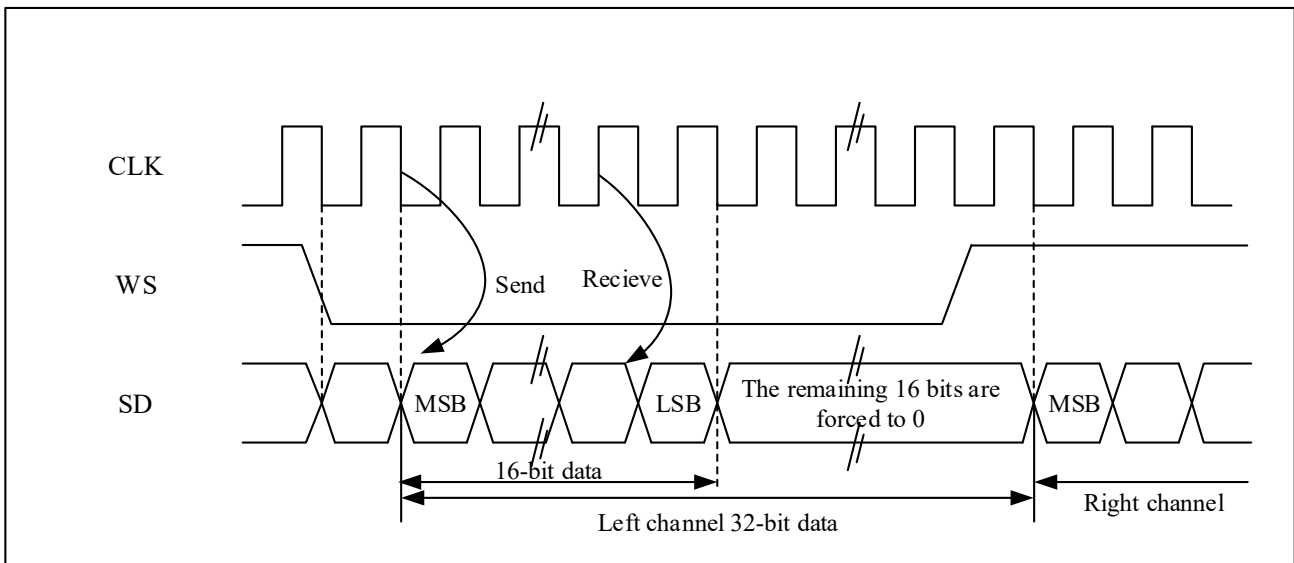 CLK
WS
Send
Recieve
SD
MSB
LSB
The remaining 16 bits are
forced to 0
MSB
16-bit data
Left channel 32-bit data
Right channel